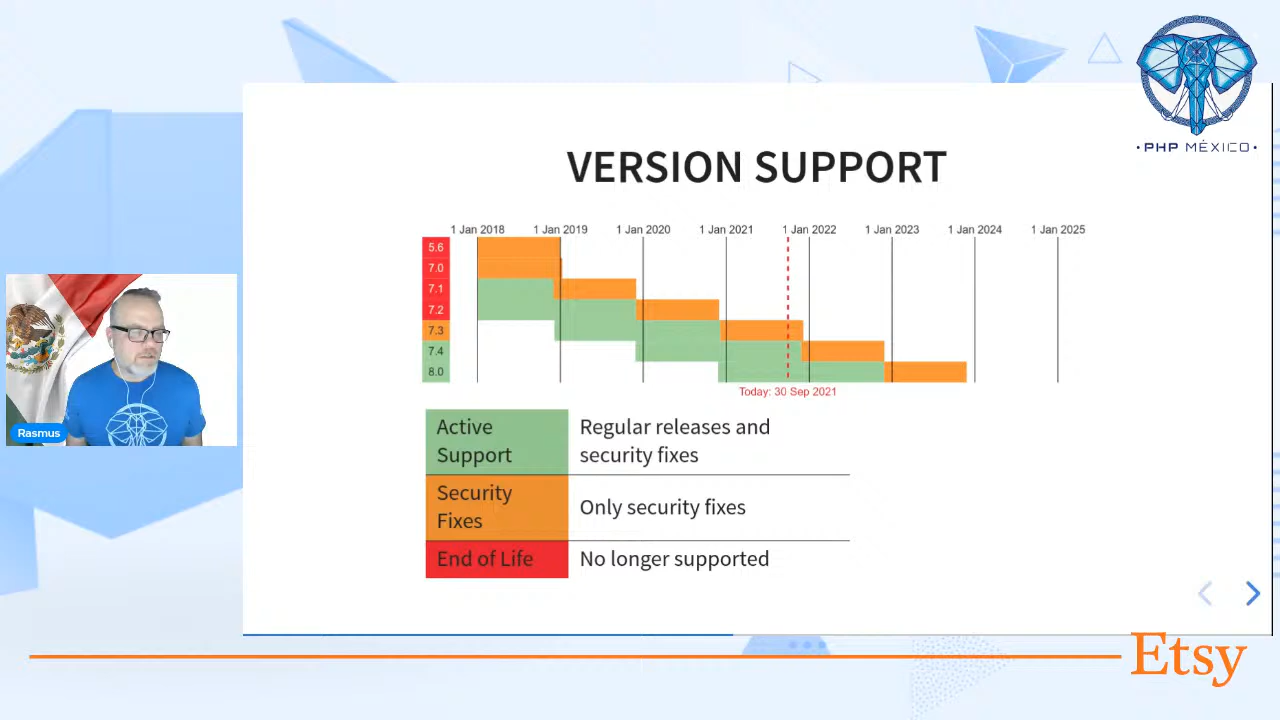 • PHP MÉXICO •
VERSION SUPPORT
1 Jan 2018 1 Jan 2019 1 Jan 2020 1 Jan 2021 1 Jan 2022 1 Jan 2023 1 Jan 2024 1 Jan 2025
5.6
7.0
7.1
7.2
7.3
7.4
8.0
Today: 30 Sep 2021
Active Support
Regular releases and security fixes
Security Fixes
Only security fixes
End of Life
No longer supported
Rasmus
Etsy